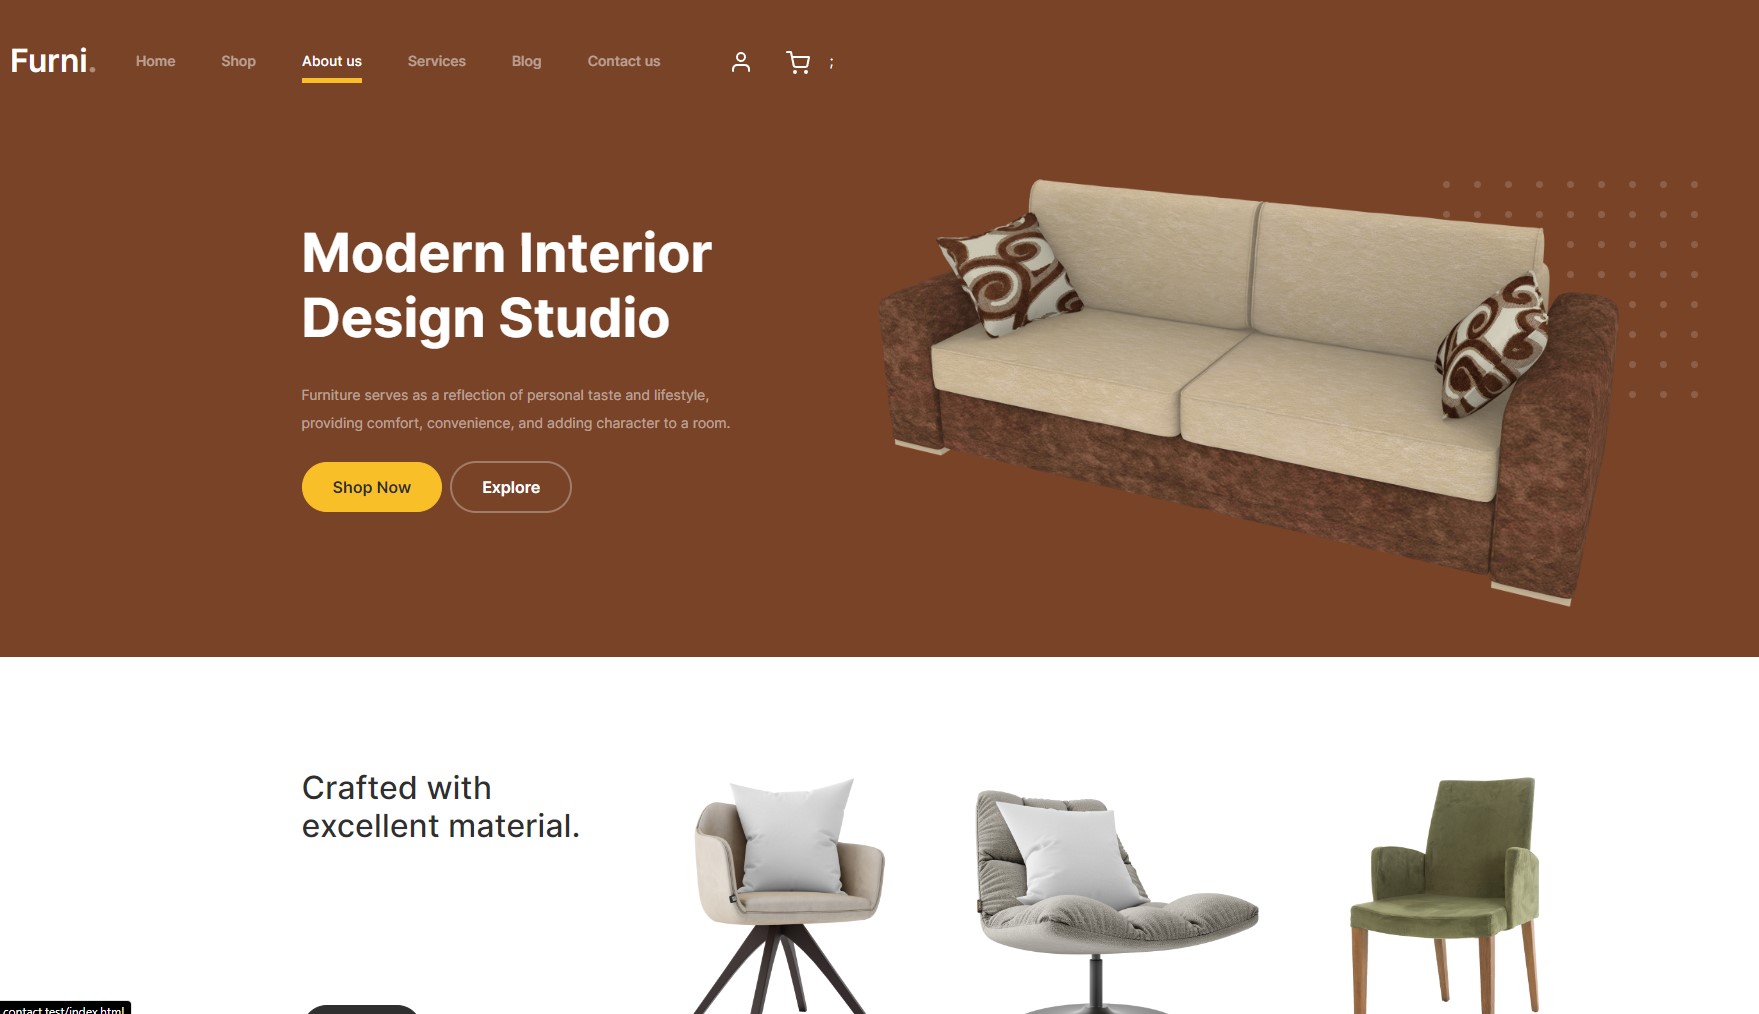 Furni.
Home Shop About us Services Blog Contact us ;
Modern Interior
Design Studio
Furniture serves as a reflection of personal taste and lifestyle,
providing comfort, convenience, and adding character to a room.
Shop Now Explore
Crafted with
excellent material.
contact test/index.html